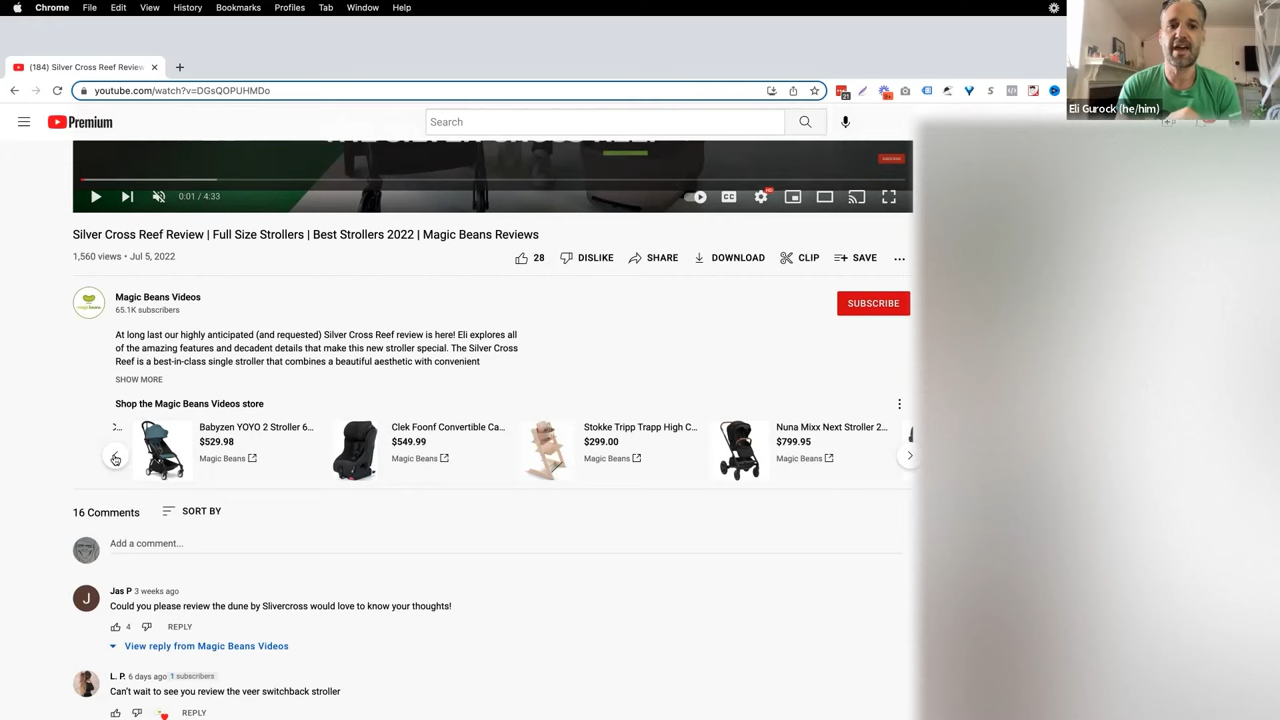 Chrome File Edit View History Bookmarks Profiles Tab Window Help
(184) Silver Cross Reef Review
youtube.com/watch?v=DGsQOPUHMDo
21
9+
Eli Gurock (he/him)
Premium
Search
SUBSCRIBE
0:01 / 4:33
HD
Silver Cross Reef Review | Full Size Strollers | Best Strollers 2022 | Magic Beans Reviews
1,560 views • Jul 5, 2022
28 DISLIKE SHARE DOWNLOAD CLIP SAVE
magic beans
Magic Beans Videos
65.1K subscribers
SUBSCRIBE
At long last our highly anticipated (and requested) Silver Cross Reef review is here! Eli explores all
of the amazing features and decadent details that make this new stroller special. The Silver Cross
Reef is a best-in-class single stroller that combines a beautiful aesthetic with convenient
SHOW MORE
Shop the Magic Beans Videos store
C... Babyzen YOYO 2 Stroller 6... Clek Foonf Convertible Ca... Stokke Tripp Trapp High C... Nuna Mixx Next Stroller 2...
$529.98 $549.99 $299.00 $799.95
Magic Beans Magic Beans Magic Beans Magic Beans
16 Comments SORT BY
Add a comment...
J
Jas P 3 weeks ago
Could you please review the dune by Slivercross would love to know your thoughts!
4 REPLY
View reply from Magic Beans Videos
L. P. 6 days ago 1 subscribers
Can't wait to see you review the veer switchback stroller
REPLY